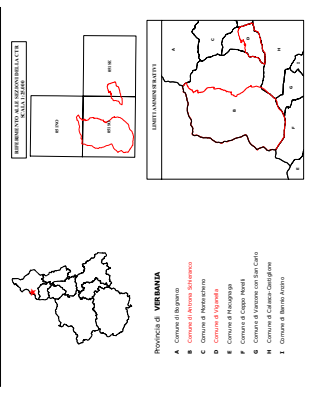 RIFERIMENTO ALLE SEZIONI DELLA CTR
SCALA 1:25.000
LIMITI AMMINISTRATIVI
A
C
D
H
B
I
G
F
E
Provincia di VERBANIA
A Comune di Bognanco
B Comune di Antrona Schieranco
C Comune di Montescheno
D Comune di Viganella
E Comune di Macugnaga
F Comune di Ceppo Morelli
G Comune di Vanzone con San Carlo
H Comune di Calasca-Castiglione
I Comune di Bannio Anzino